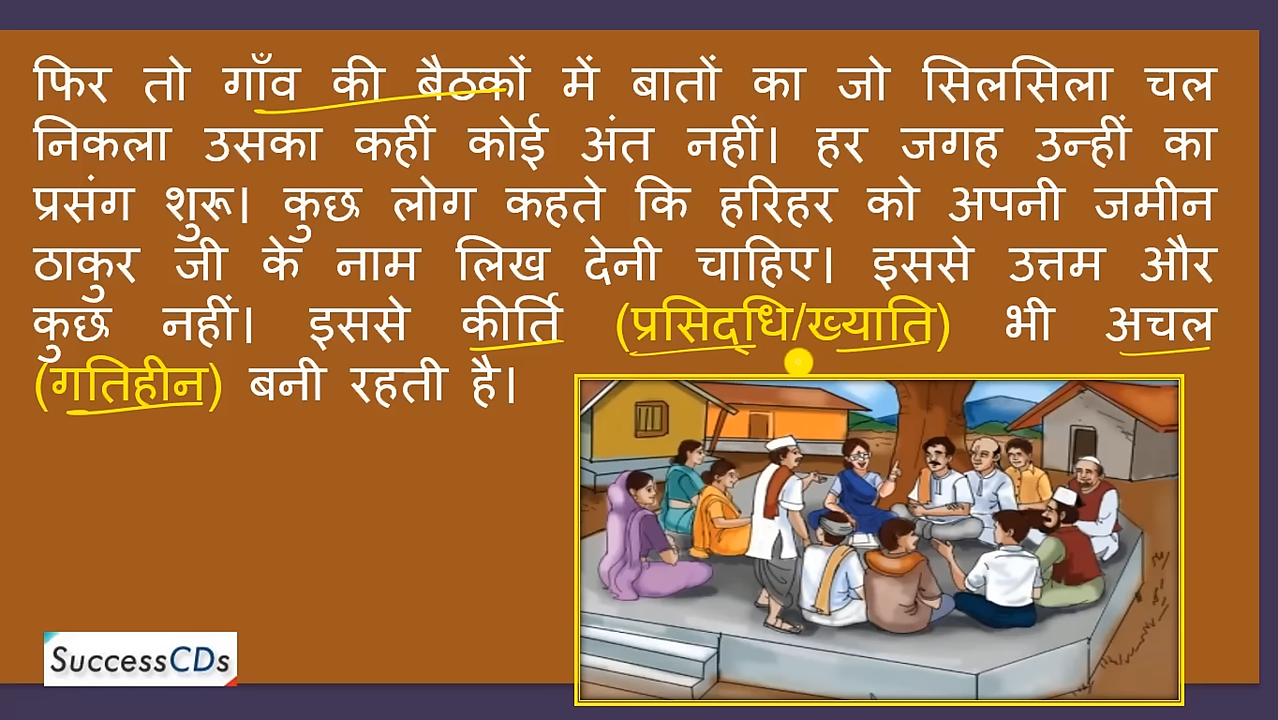 फिर तो गाँव की बैठकों में बातों का जो सिलसिला चल
निकला उसका कहीं कोई अंत नहीं। हर जगह उन्हीं का
प्रसंग शुरू। कुछ लोग कहते कि हरिहर को अपनी जमीन
ठाकुर जी के नाम लिख देनी चाहिए। इससे उत्तम और
कुछ नहीं। इससे कीर्ति (प्रसिद्धि/ख्याति) भी अचल
(गतिहीन) बनी रहती है।
SuccessCDs